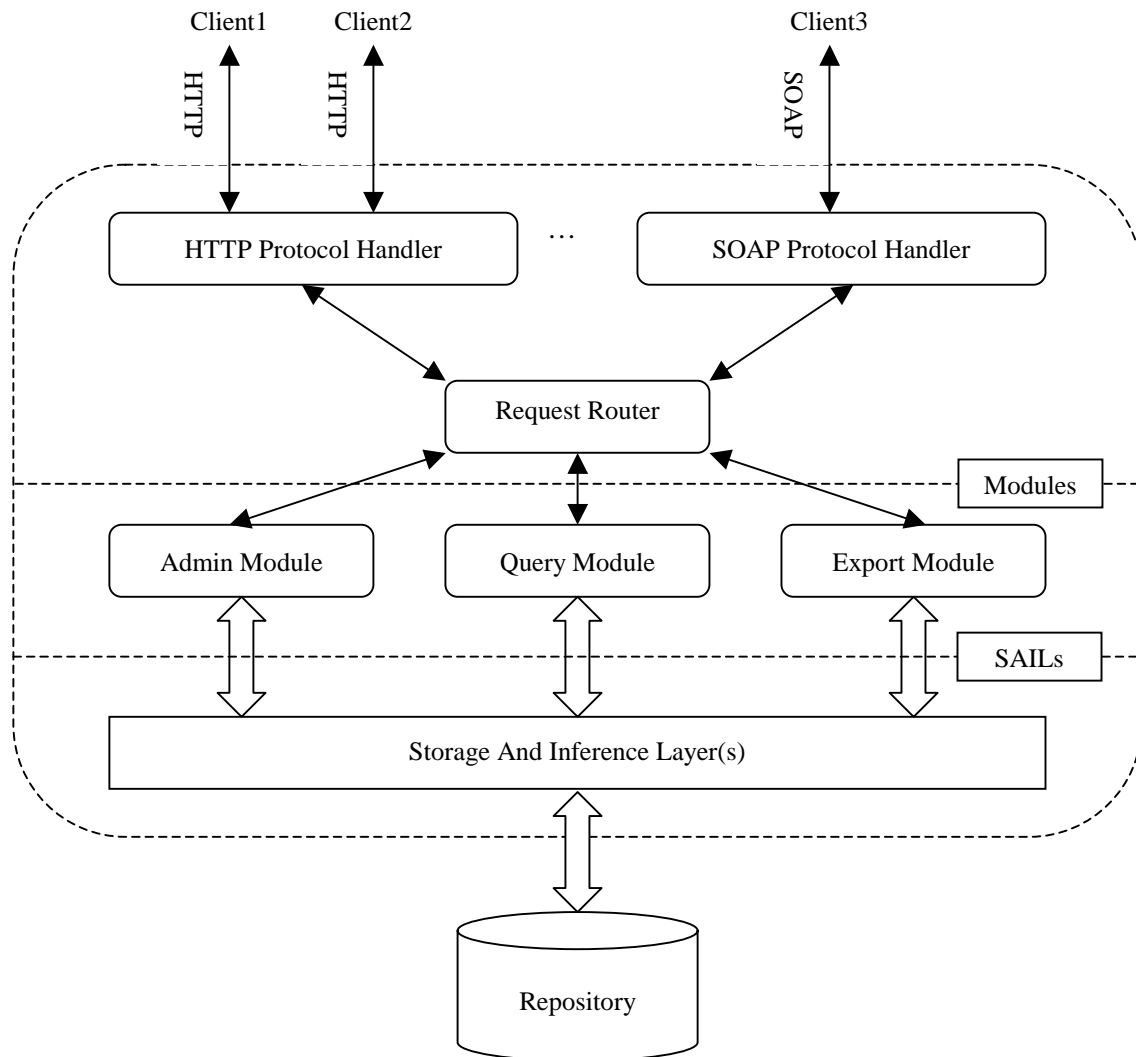 Client1
Client2
Client3
HTTP
HTTP
SOAP
HTTP Protocol Handler
...
SOAP Protocol Handler
Request Router
Modules
Admin Module
Query Module
Export Module
SAILs
Storage And Inference Layer(s)
Repository